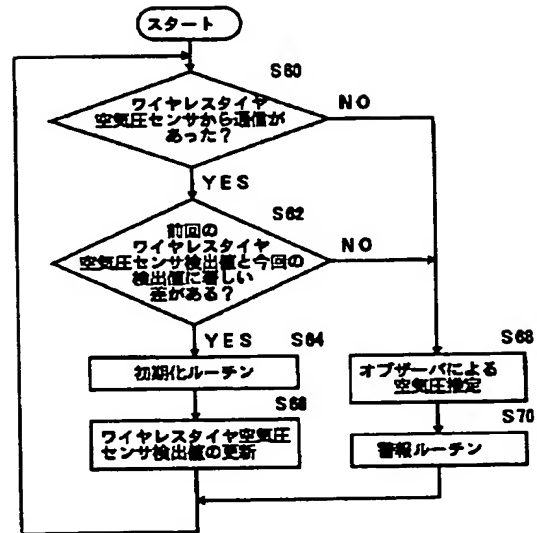 スタート
S60
ワイヤレスタイヤ
空気圧センサから通信が
あった？
NO
YES
S62
前回の
ワイヤレスタイヤ
空気圧センサ検出値と今回の
検出値に著しい
差がある？
NO
YES
S64
初期化ルーチン
S68
オブザーバによる
空気圧推定
S66
ワイヤレスタイヤ空気圧
センサ検出値の更新
S70
警報ルーチン